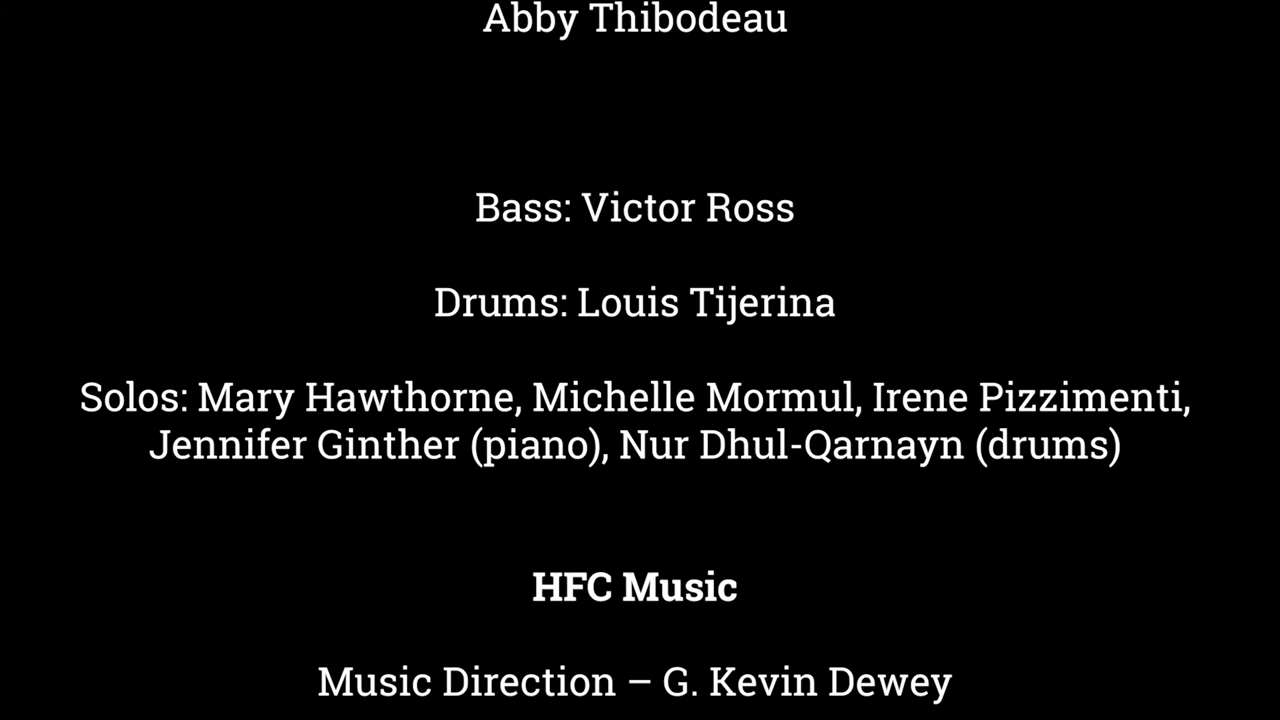 Abby Thibodeau
Bass: Victor Ross
Drums: Louis Tijerina
Solos: Mary Hawthorne, Michelle Mormul, Irene Pizzimenti,
Jennifer Ginther (piano), Nur Dhul-Qarnayn (drums)
HFC Music
Music Direction – G. Kevin Dewey